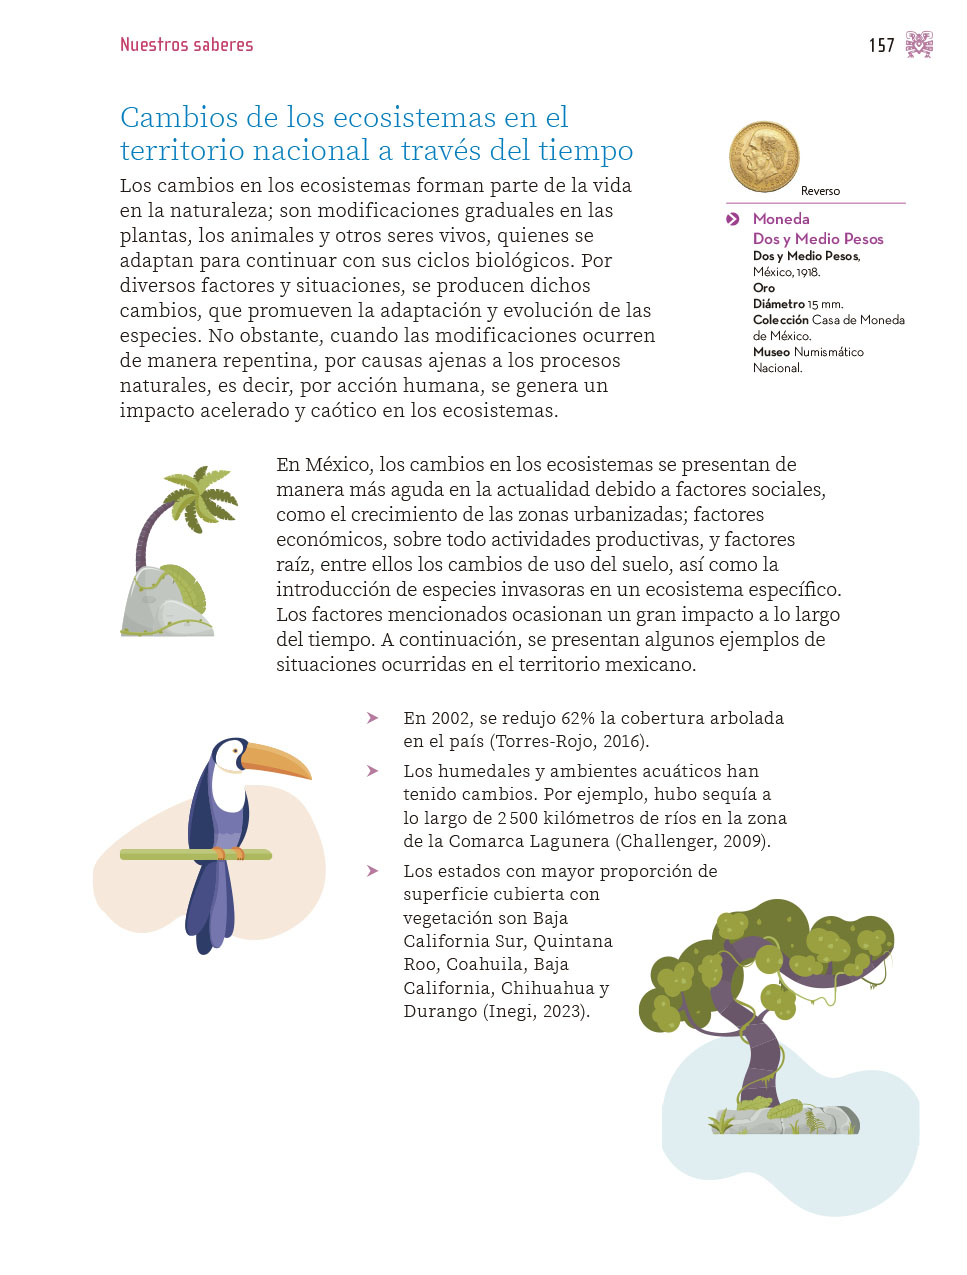 Nuestros saberes
157
Cambios de los ecosistemas en el
territorio nacional a través del tiempo
Los cambios en los ecosistemas forman parte de la vida
en la naturaleza; son modificaciones graduales en las
plantas, los animales y otros seres vivos, quienes se
adaptan para continuar con sus ciclos biológicos. Por
diversos factores y situaciones, se producen dichos
cambios, que promueven la adaptación y evolución de las
especies. No obstante, cuando las modificaciones ocurren
de manera repentina, por causas ajenas a los procesos
naturales, es decir, por acción humana, se genera un
impacto acelerado y caótico en los ecosistemas.
Reverso
Moneda
Dos y Medio Pesos
Dos y Medio Pesos,
México, 1918.
Oro
Diámetro 15 mm.
Colección Casa de Moneda
de México.
Museo Numismático
Nacional.
En México, los cambios en los ecosistemas se presentan de
manera más aguda en la actualidad debido a factores sociales,
como el crecimiento de las zonas urbanizadas; factores
económicos, sobre todo actividades productivas, y factores
raíz, entre ellos los cambios de uso del suelo, así como la
introducción de especies invasoras en un ecosistema específico.
Los factores mencionados ocasionan un gran impacto a lo largo
del tiempo. A continuación, se presentan algunos ejemplos de
situaciones ocurridas en el territorio mexicano.
En 2002, se redujo 62% la cobertura arbolada
en el país (Torres-Rojo, 2016).
Los humedales y ambientes acuáticos han
tenido cambios. Por ejemplo, hubo sequía a
lo largo de 2 500 kilómetros de ríos en la zona
de la Comarca Lagunera (Challenger, 2009).
Los estados con mayor proporción de
superficie cubierta con
vegetación son Baja
California Sur, Quintana
Roo, Coahuila, Baja
California, Chihuahua y
Durango (Inegi, 2023).